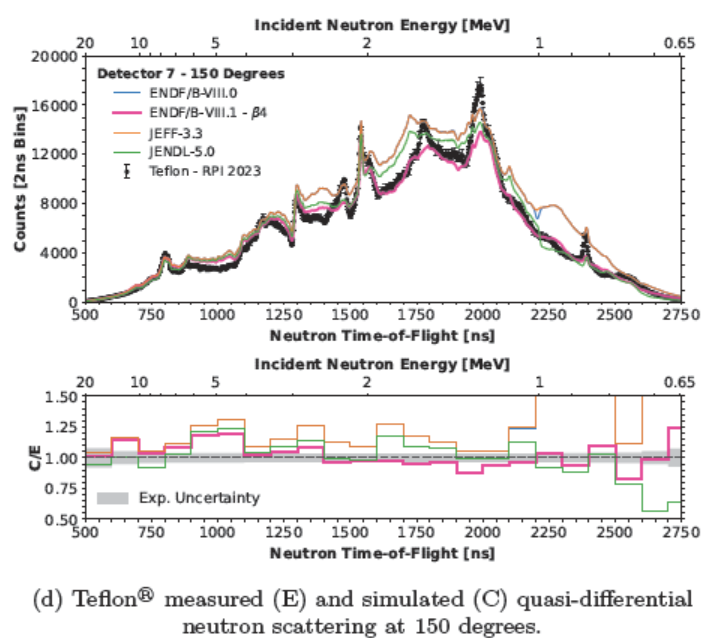 Incident Neutron Energy [MeV]
20 10 5 2 1 0.65
20000
16000
12000
8000
4000
0
Counts [2ns Bins]
Detector 7 - 150 Degrees
ENDF/B-VIII.0
ENDF/B-VIII.1 - β4
JEFF-3.3
JENDL-5.0
Teflon - RPI 2023
500 750 1000 1250 1500 1750 2000 2250 2500 2750
Neutron Time-of-Flight [ns]
Incident Neutron Energy [MeV]
20 10 5 2 1 0.65
1.50
1.25
1.00
0.75
0.50
C/E
Exp. Uncertainty
500 750 1000 1250 1500 1750 2000 2250 2500 2750
Neutron Time-of-Flight [ns]
(d) Teflon® measured (E) and simulated (C) quasi-differential
neutron scattering at 150 degrees.